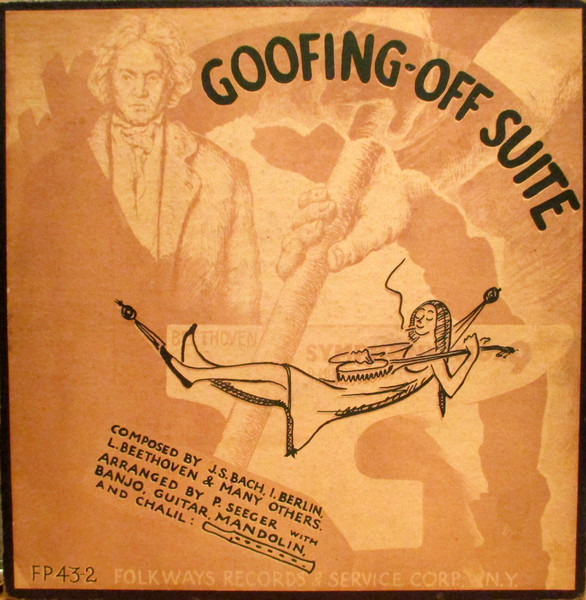 GOOFING-OFF SUITE
BEETHOVEN
SYM
COMPOSED BY J.S. BACH, I. BERLIN,
L. BEETHOVEN & MANY OTHERS.
ARRANGED BY P. SEEGER WITH
BANJO, GUITAR, MANDOLIN,
AND CHALIL:
FP 43-2
FOLKWAYS RECORDS & SERVICE CORP., N.Y.